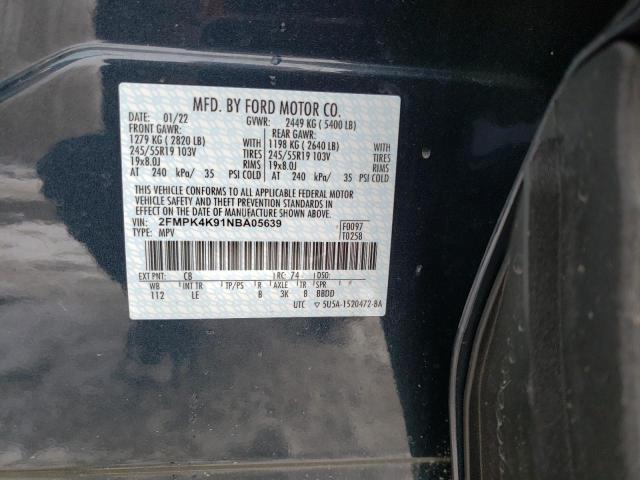 MFD. BY FORD MOTOR CO.
DATE: 01/22 GVWR: 2449 KG ( 5400 LB)
FRONT GAWR: REAR GAWR:
1279 KG ( 2820 LB) WITH 1198 KG ( 2640 LB) WITH
245/55R19 103V TIRES 245/55R19 103V TIRES
19x8.0J RIMS 19x8.0J RIMS
AT 240 kPa/ 35 PSI COLD AT 240 kPa/ 35 PSI COLD
THIS VEHICLE CONFORMS TO ALL APPLICABLE FEDERAL MOTOR
VEHICLE SAFETY AND THEFT PREVENTION STANDARDS IN
EFFECT ON THE DATE OF MANUFACTURE SHOWN ABOVE.
VIN: 2FMPK4K91NBA05639 F0097
TYPE: MPV T0258
EXT PNT: CB RC: 74 DSO:
WB INT TR TP/PS R AXLE TR SPR
112 LE B 3K 8 BBDD
UTC ▽ 5U5A-1520472-BA